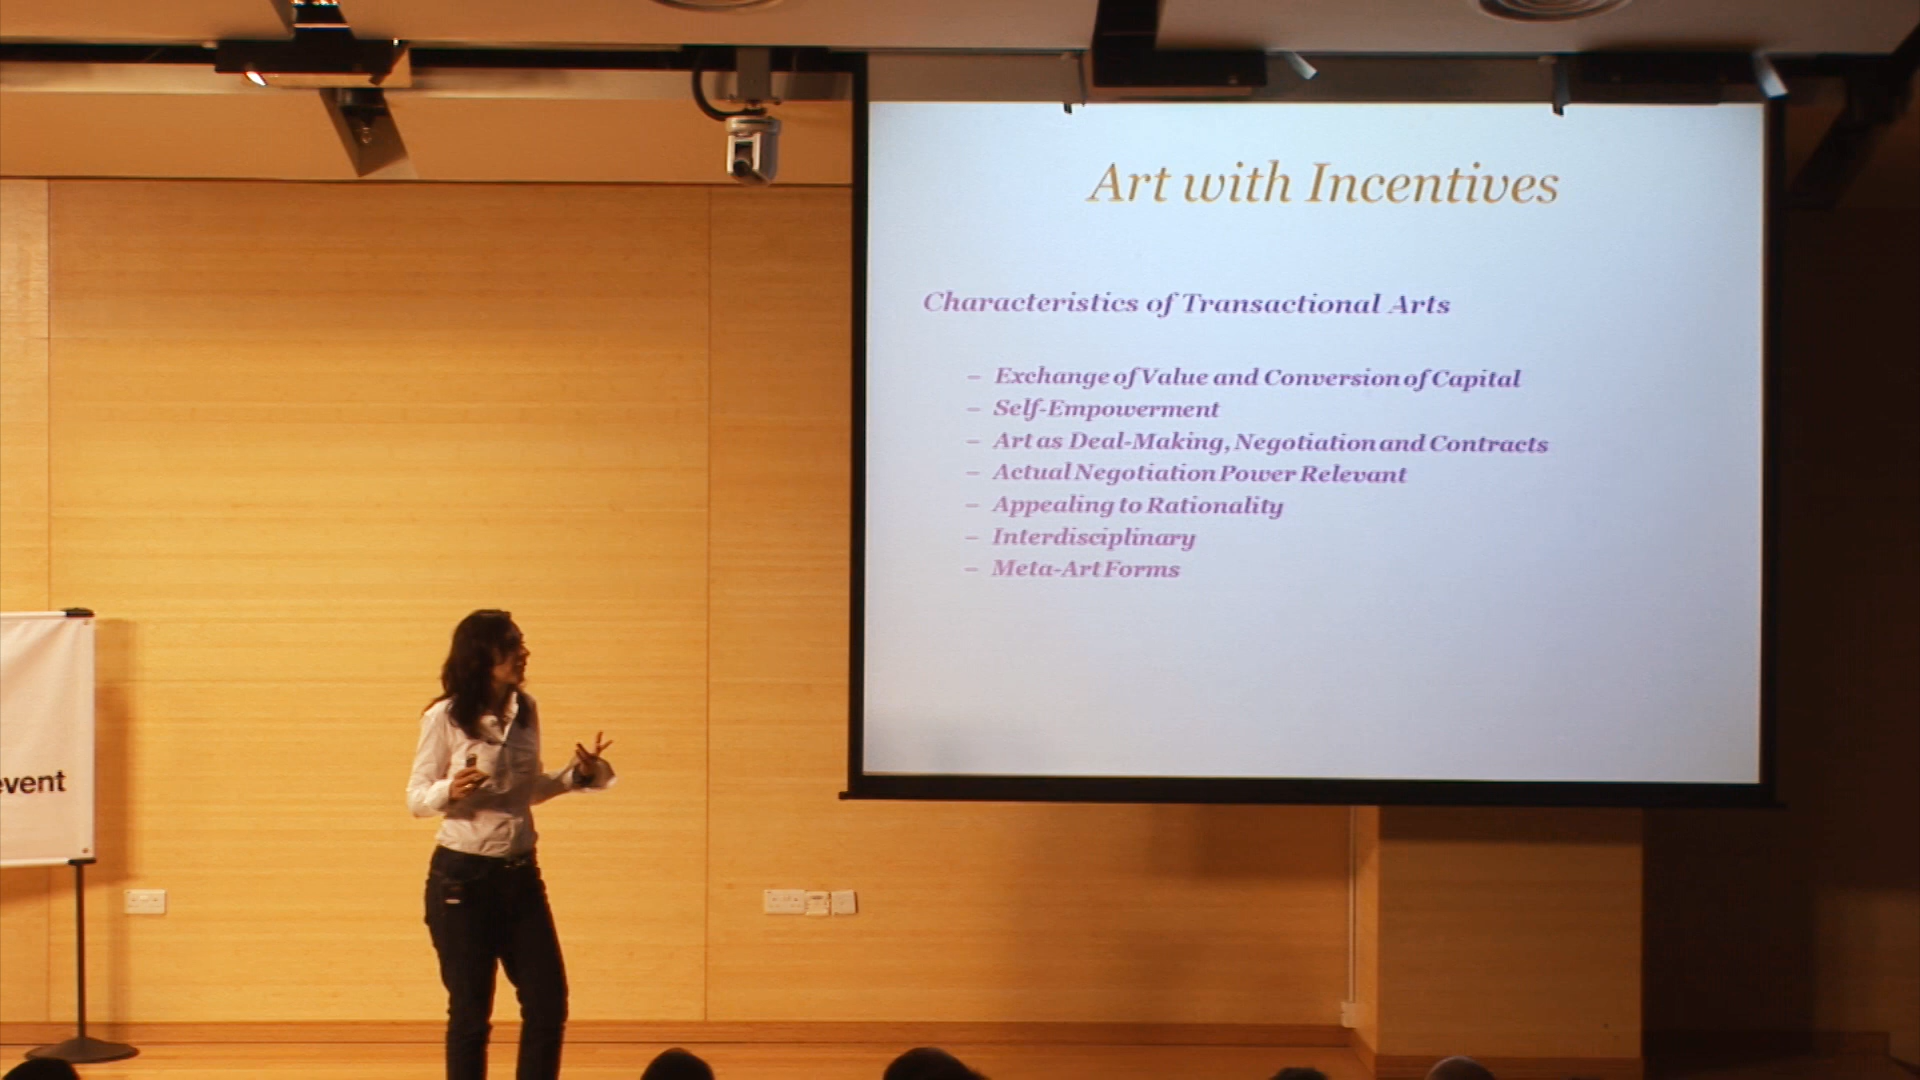 Art with Incentives
Characteristics of Transactional Arts
– Exchange of Value and Conversion of Capital
– Self-Empowerment
– Art as Deal-Making, Negotiation and Contracts
– Actual Negotiation Power Relevant
– Appealing to Rationality
– Interdisciplinary
– Meta-Art Forms
event